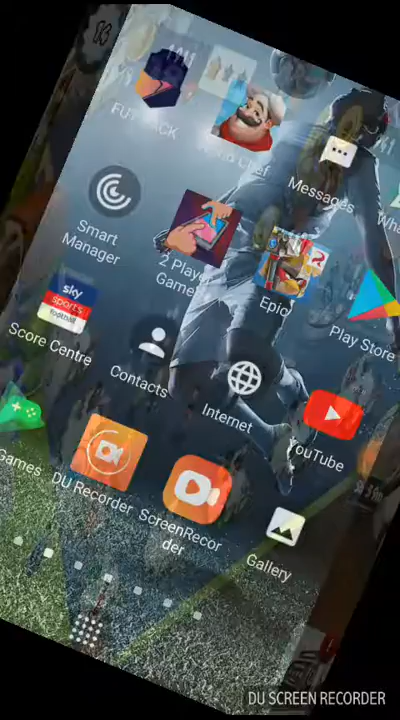 Messages
Smart
Manager
2 Player
Games
Epic
Play Store
sky
sports
football
Score Centre
Contacts
Internet
YouTube
Games
DU Recorder
ScreenRecor
der
Gallery
DU SCREEN RECORDER